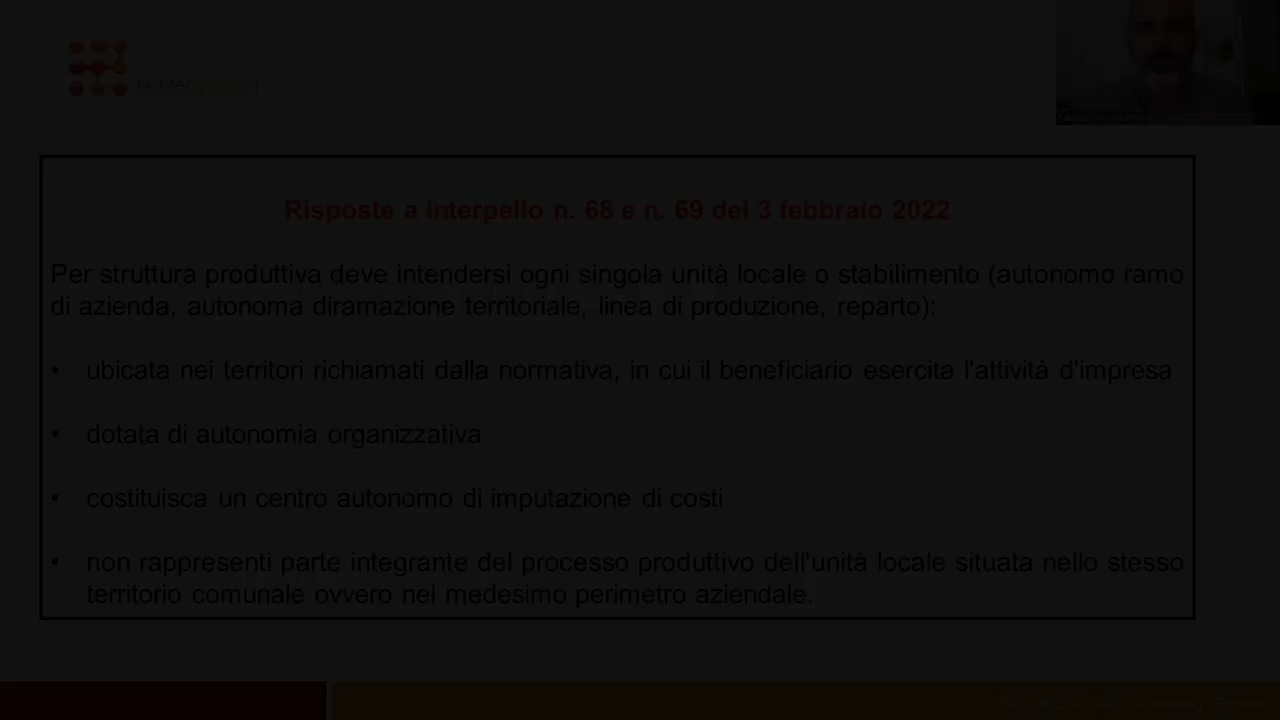 Risposte a interpello n. 68 e n. 69 del 3 febbraio 2022
Per struttura produttiva deve intendersi ogni singola unità locale o stabilimento (autonomo ramo
di azienda, autonoma diramazione territoriale, linea di produzione, reparto):
• ubicata nei territori richiamati dalla normativa, in cui il beneficiario esercita l'attività d'impresa
• dotata di autonomia organizzativa
• costituisca un centro autonomo di imputazione di costi
• non rappresenti parte integrante del processo produttivo dell'unità locale situata nello stesso
territorio comunale ovvero nel medesimo perimetro aziendale.